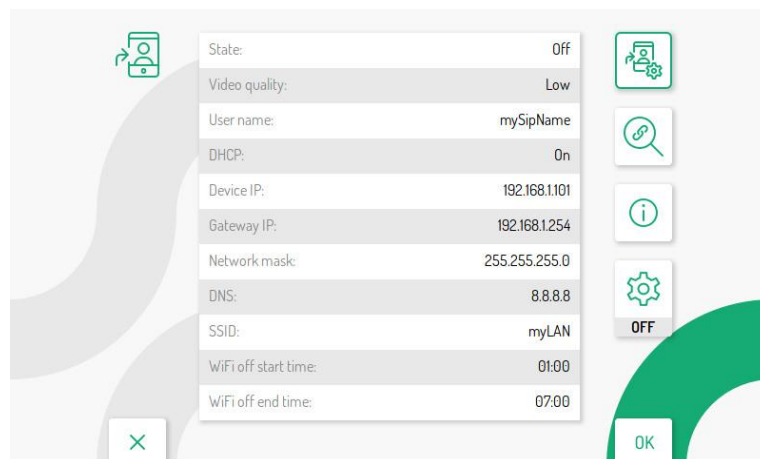 State: Off
Video quality: Low
User name: mySipName
DHCP: On
Device IP: 192.168.1.101
Gateway IP: 192.168.1.254
Network mask: 255.255.255.0
DNS: 8.8.8.8
SSID: myLAN
WiFi off start time: 01:00
WiFi off end time: 07:00
OFF
OK